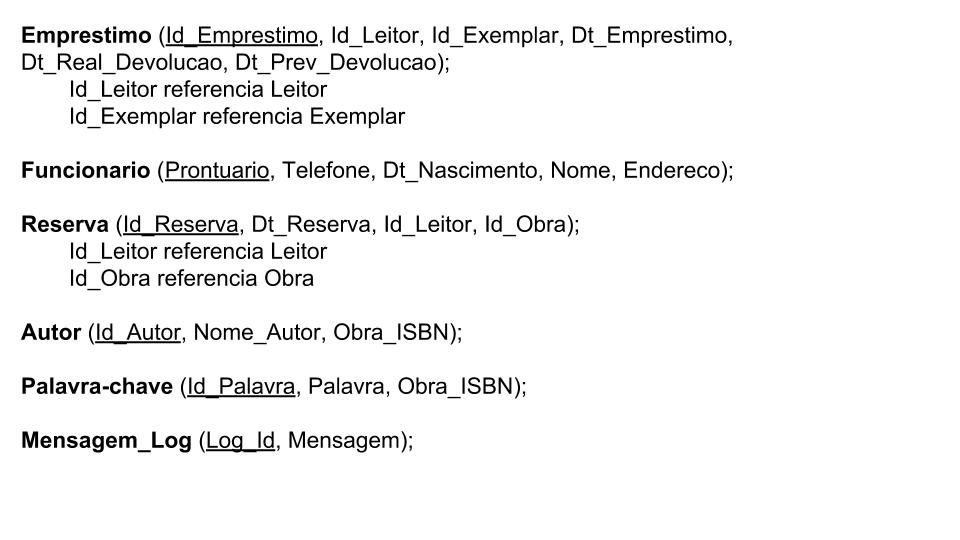 Emprestimo (Id_Emprestimo, Id_Leitor, Id_Exemplar, Dt_Emprestimo,
Dt_Real_Devolucao, Dt_Prev_Devolucao);
Id_Leitor referencia Leitor
Id_Exemplar referencia Exemplar
Funcionario (Prontuario, Telefone, Dt_Nascimento, Nome, Endereco);
Reserva (Id_Reserva, Dt_Reserva, Id_Leitor, Id_Obra);
Id_Leitor referencia Leitor
Id_Obra referencia Obra
Autor (Id_Autor, Nome_Autor, Obra_ISBN);
Palavra-chave (Id_Palavra, Palavra, Obra_ISBN);
Mensagem_Log (Log_Id, Mensagem);